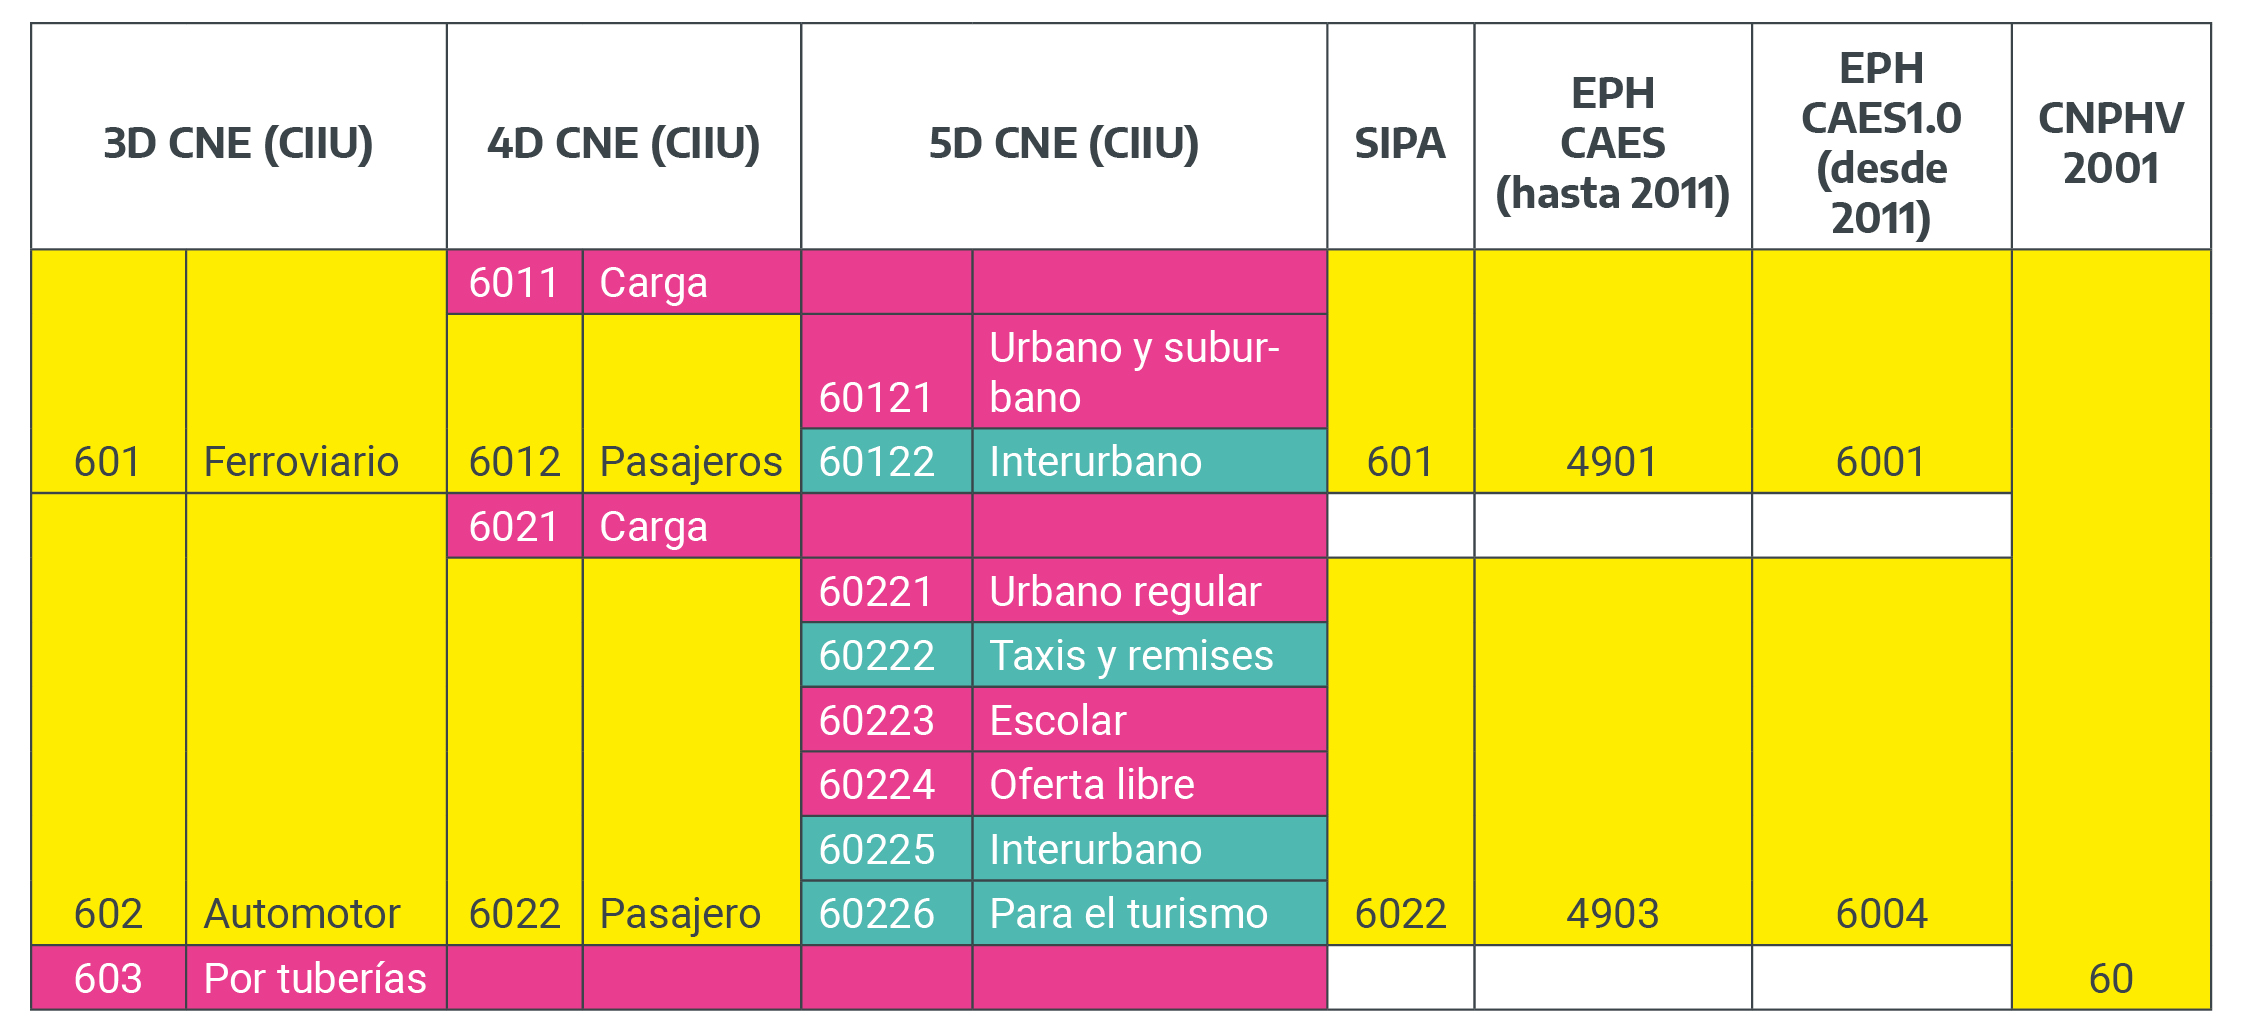 3D CNE (CIIU) 4D CNE (CIIU) 5D CNE (CIIU) SIPA EPH CAES (hasta 2011) EPH CAES1.0 (desde 2011) CNPHV 2001
6011 Carga
60121 Urbano y subur-
bano
601 Ferroviario 6012 Pasajeros 60122 Interurbano 601 4901 6001
6021 Carga
60221 Urbano regular
60222 Taxis y remises
60223 Escolar
60224 Oferta libre
60225 Interurbano
602 Automotor 6022 Pasajero 60226 Para el turismo 6022 4903 6004
603 Por tuberías 60